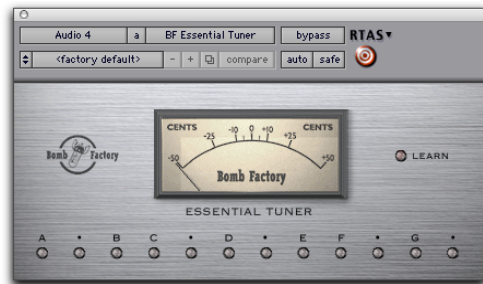 Audio 4 a BF Essential Tuner bypass RTAS
<factory default> - + compare auto safe
CENTS CENTS
-50 -25 -10 0 +10 +25 +50
Bomb Factory
Bomb Factory
LEARN
ESSENTIAL TUNER
A • B C • D • E F • G •